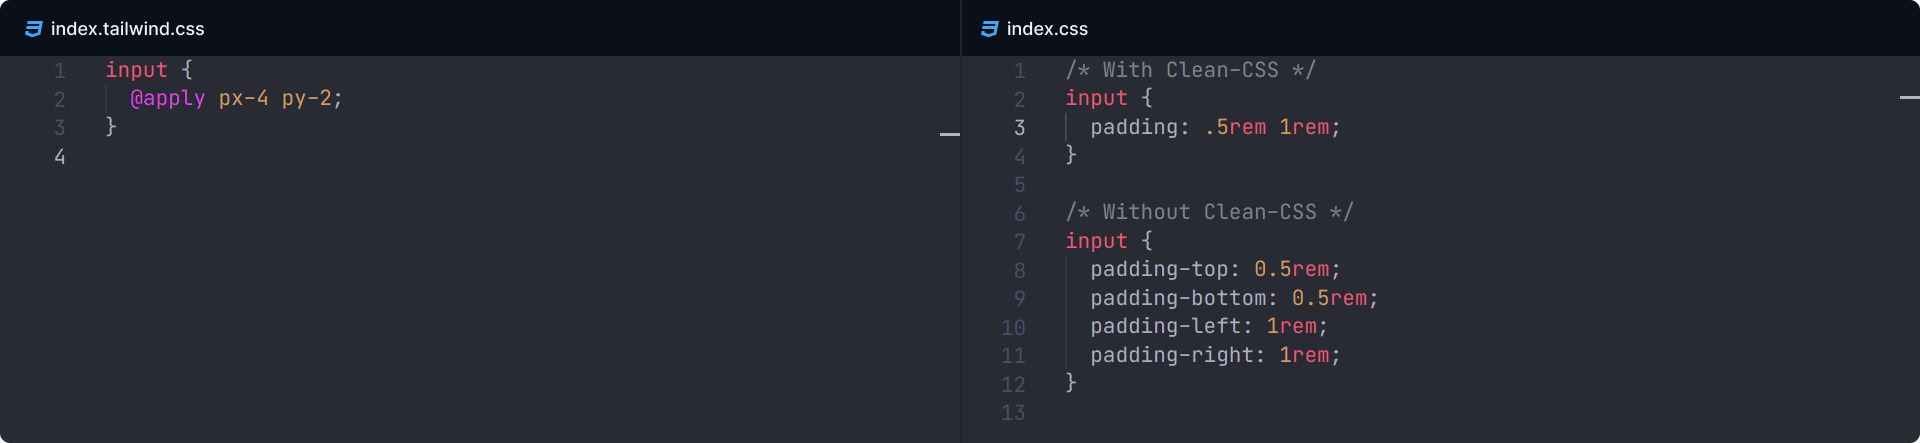 index.tailwind.css
1 input {
2 @apply px-4 py-2;
3 }
4
index.css
1 /* With Clean-CSS */
2 input {
3 padding: .5rem 1rem;
4 }
5
6 /* Without Clean-CSS */
7 input {
8 padding-top: 0.5rem;
9 padding-bottom: 0.5rem;
10 padding-left: 1rem;
11 padding-right: 1rem;
12 }
13